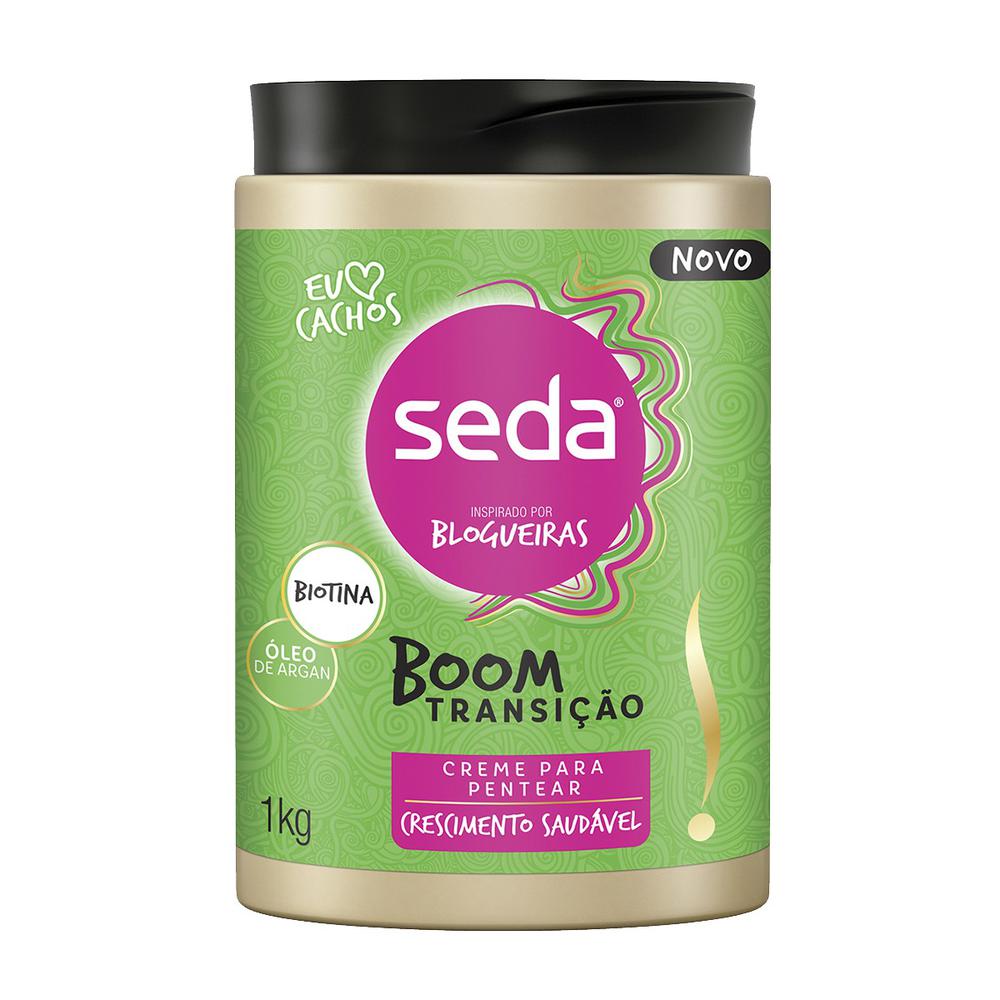 NOVO
EU
CACHOS
seda®
INSPIRADO POR
BLOGUEIRAS
BIOTINA
ÓLEO
DE ARGAN
BOOM
TRANSIÇÃO
CREME PARA
PENTEAR
CRESCIMENTO SAUDÁVEL
1kg